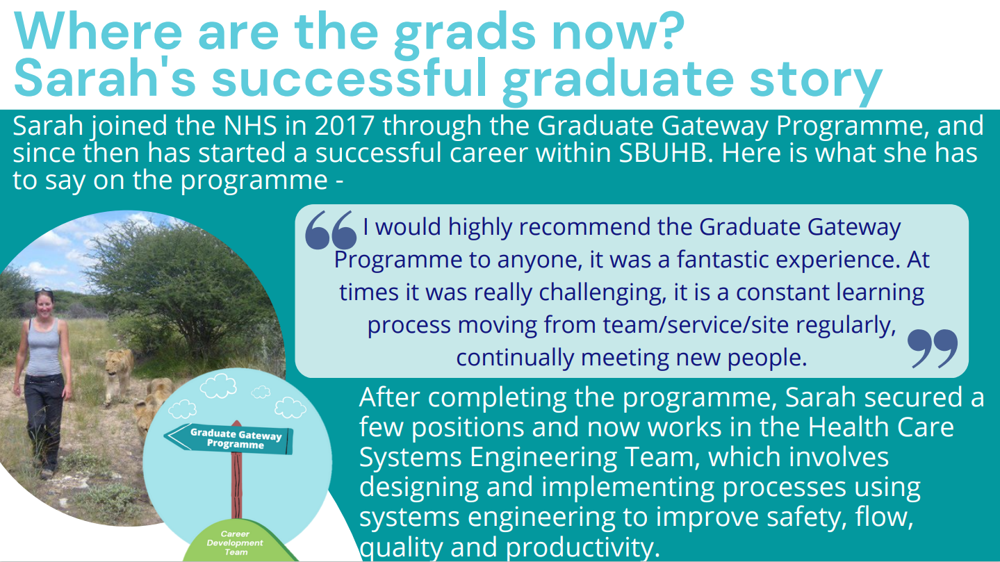 Where are the grads now?
Sarah's successful graduate story
Sarah joined the NHS in 2017 through the Graduate Gateway Programme, and
since then has started a successful career within SBUHB. Here is what she has
to say on the programme -
“ I would highly recommend the Graduate Gateway
Programme to anyone, it was a fantastic experience. At
times it was really challenging, it is a constant learning
process moving from team/service/site regularly,
continually meeting new people. ”
After completing the programme, Sarah secured a
few positions and now works in the Health Care
Systems Engineering Team, which involves
designing and implementing processes using
systems engineering to improve safety, flow,
quality and productivity.
Graduate Gateway
Programme
Career
Development
Team